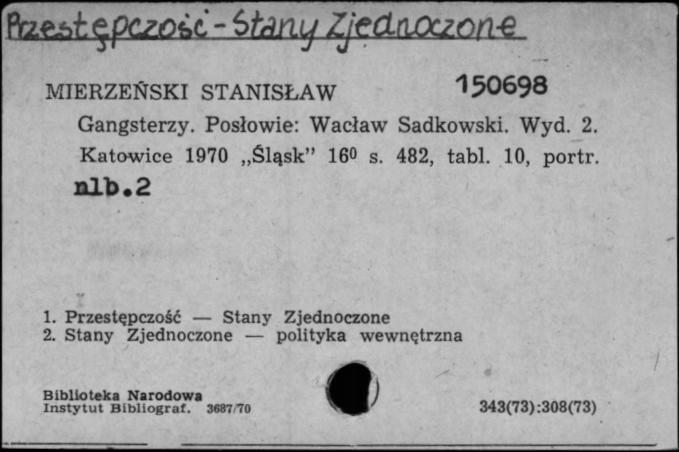 Przestępczość - Stany Zjednoczone
MIERZEŃSKI STANISŁAW 150698
Gangsterzy. Posłowie: Wacław Sadkowski. Wyd. 2.
Katowice 1970 „Śląsk” 16⁰ s. 482, tabl. 10, portr.
nlb.2
1. Przestępczość — Stany Zjednoczone
2. Stany Zjednoczone — polityka wewnętrzna
Biblioteka Narodowa
Instytut Bibliograf. 3687/70 343(73):308(73)